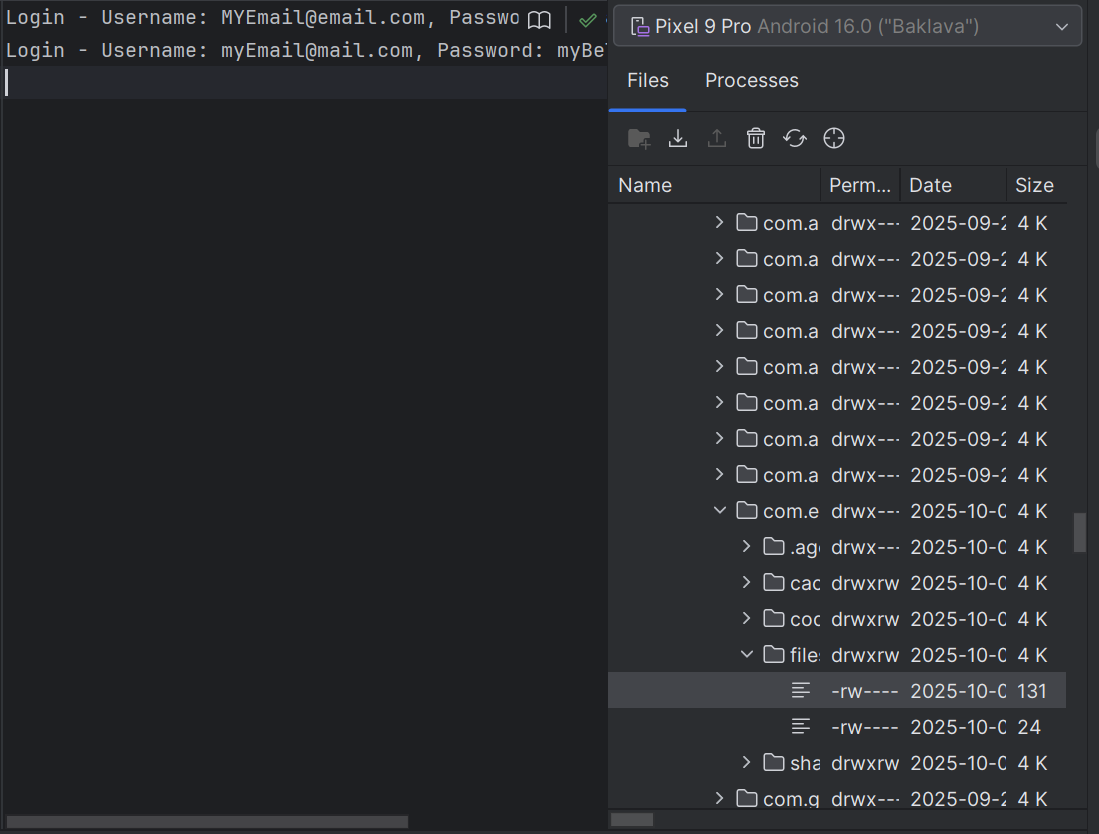 Login - Username: MYEmail@email.com, Passwo
Login - Username: myEmail@mail.com, Password: myBe
Pixel 9 Pro Android 16.0 ("Baklava")
Files Processes
Name Perm... Date Size
com.a drwx--- 2025-09-2 4 K
com.a drwx--- 2025-09-2 4 K
com.a drwx--- 2025-09-2 4 K
com.a drwx--- 2025-09-2 4 K
com.a drwx--- 2025-09-2 4 K
com.a drwx--- 2025-09-2 4 K
com.a drwx--- 2025-09-2 4 K
com.a drwx--- 2025-09-2 4 K
com.e drwx--- 2025-10-0 4 K
.age drwx--- 2025-10-0 4 K
cac drwxrw 2025-10-0 4 K
coc drwxrw 2025-10-0 4 K
files drwxrw 2025-10-0 4 K
-rw---- 2025-10-0 131
-rw---- 2025-10-0 24
sha drwxrw 2025-10-0 4 K
com.g drwx--- 2025-09-2 4 K